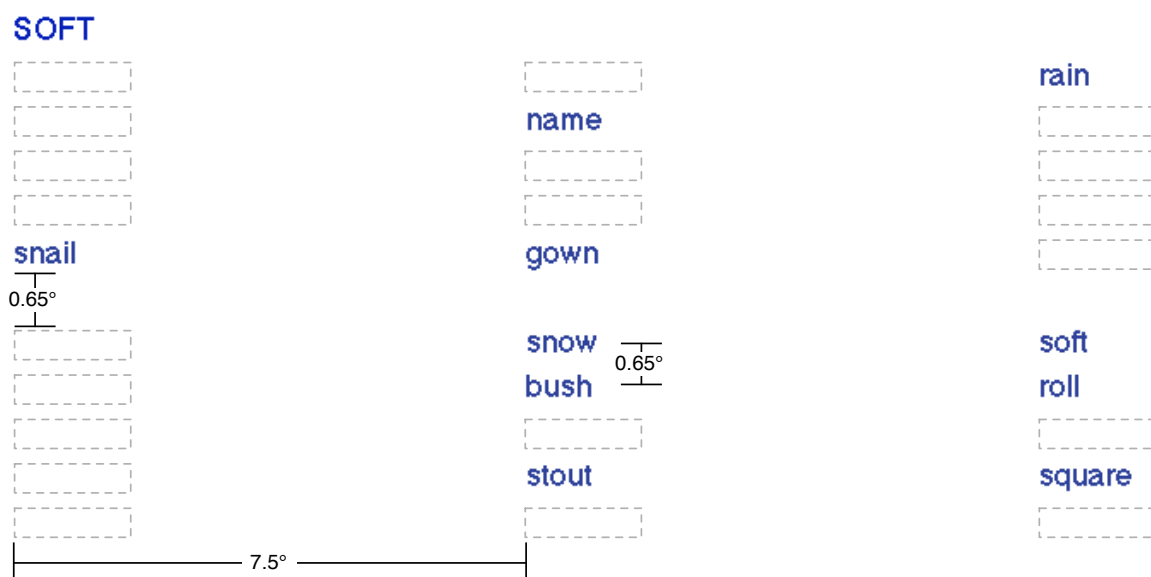 SOFT
rain
name
snail gown
0.65°
snow soft
0.65°
bush roll
stout square
7.5°